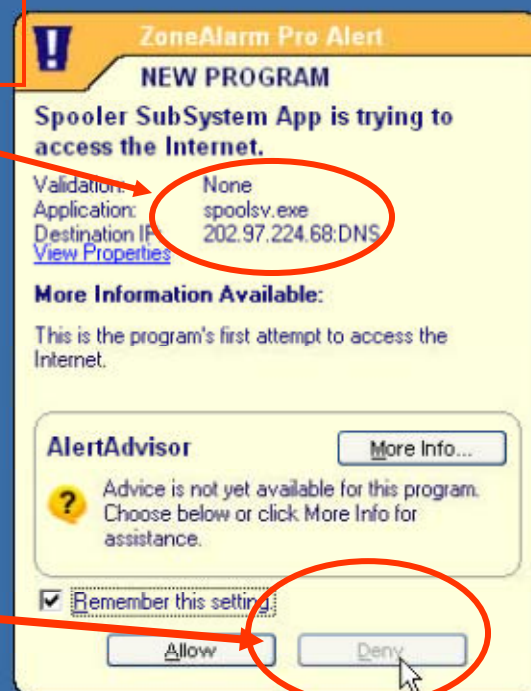 ZoneAlarm Pro Alert
NEW PROGRAM
Spooler SubSystem App is trying to
access the Internet.
Validation: None
Application: spoolsv.exe
Destination IP: 202.97.224.68:DNS
View Properties
More Information Available:
This is the program's first attempt to access the
Internet.
AlertAdvisor
More Info...
Advice is not yet available for this program.
Choose below or click More Info for
assistance.
Remember this setting.
Allow
Deny